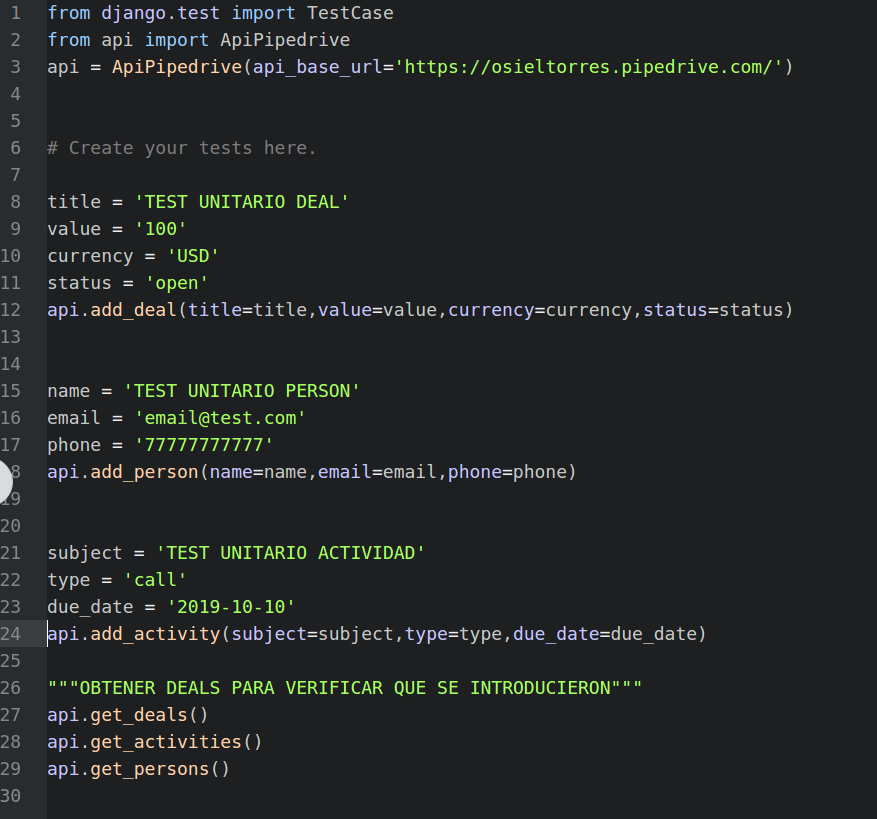 1 from django.test import TestCase
2 from api import ApiPipedrive
3 api = ApiPipedrive(api_base_url='https://osieltorres.pipedrive.com/')
4
5
6 # Create your tests here.
7
8 title = 'TEST UNITARIO DEAL'
9 value = '100'
10 currency = 'USD'
11 status = 'open'
12 api.add_deal(title=title,value=value,currency=currency,status=status)
13
14
15 name = 'TEST UNITARIO PERSON'
16 email = 'email@test.com'
17 phone = '77777777777'
8 api.add_person(name=name,email=email,phone=phone)
19
20
21 subject = 'TEST UNITARIO ACTIVIDAD'
22 type = 'call'
23 due_date = '2019-10-10'
24 api.add_activity(subject=subject,type=type,due_date=due_date)
25
26 """OBTENER DEALS PARA VERIFICAR QUE SE INTRODUCIERON"""
27 api.get_deals()
28 api.get_activities()
29 api.get_persons()
30